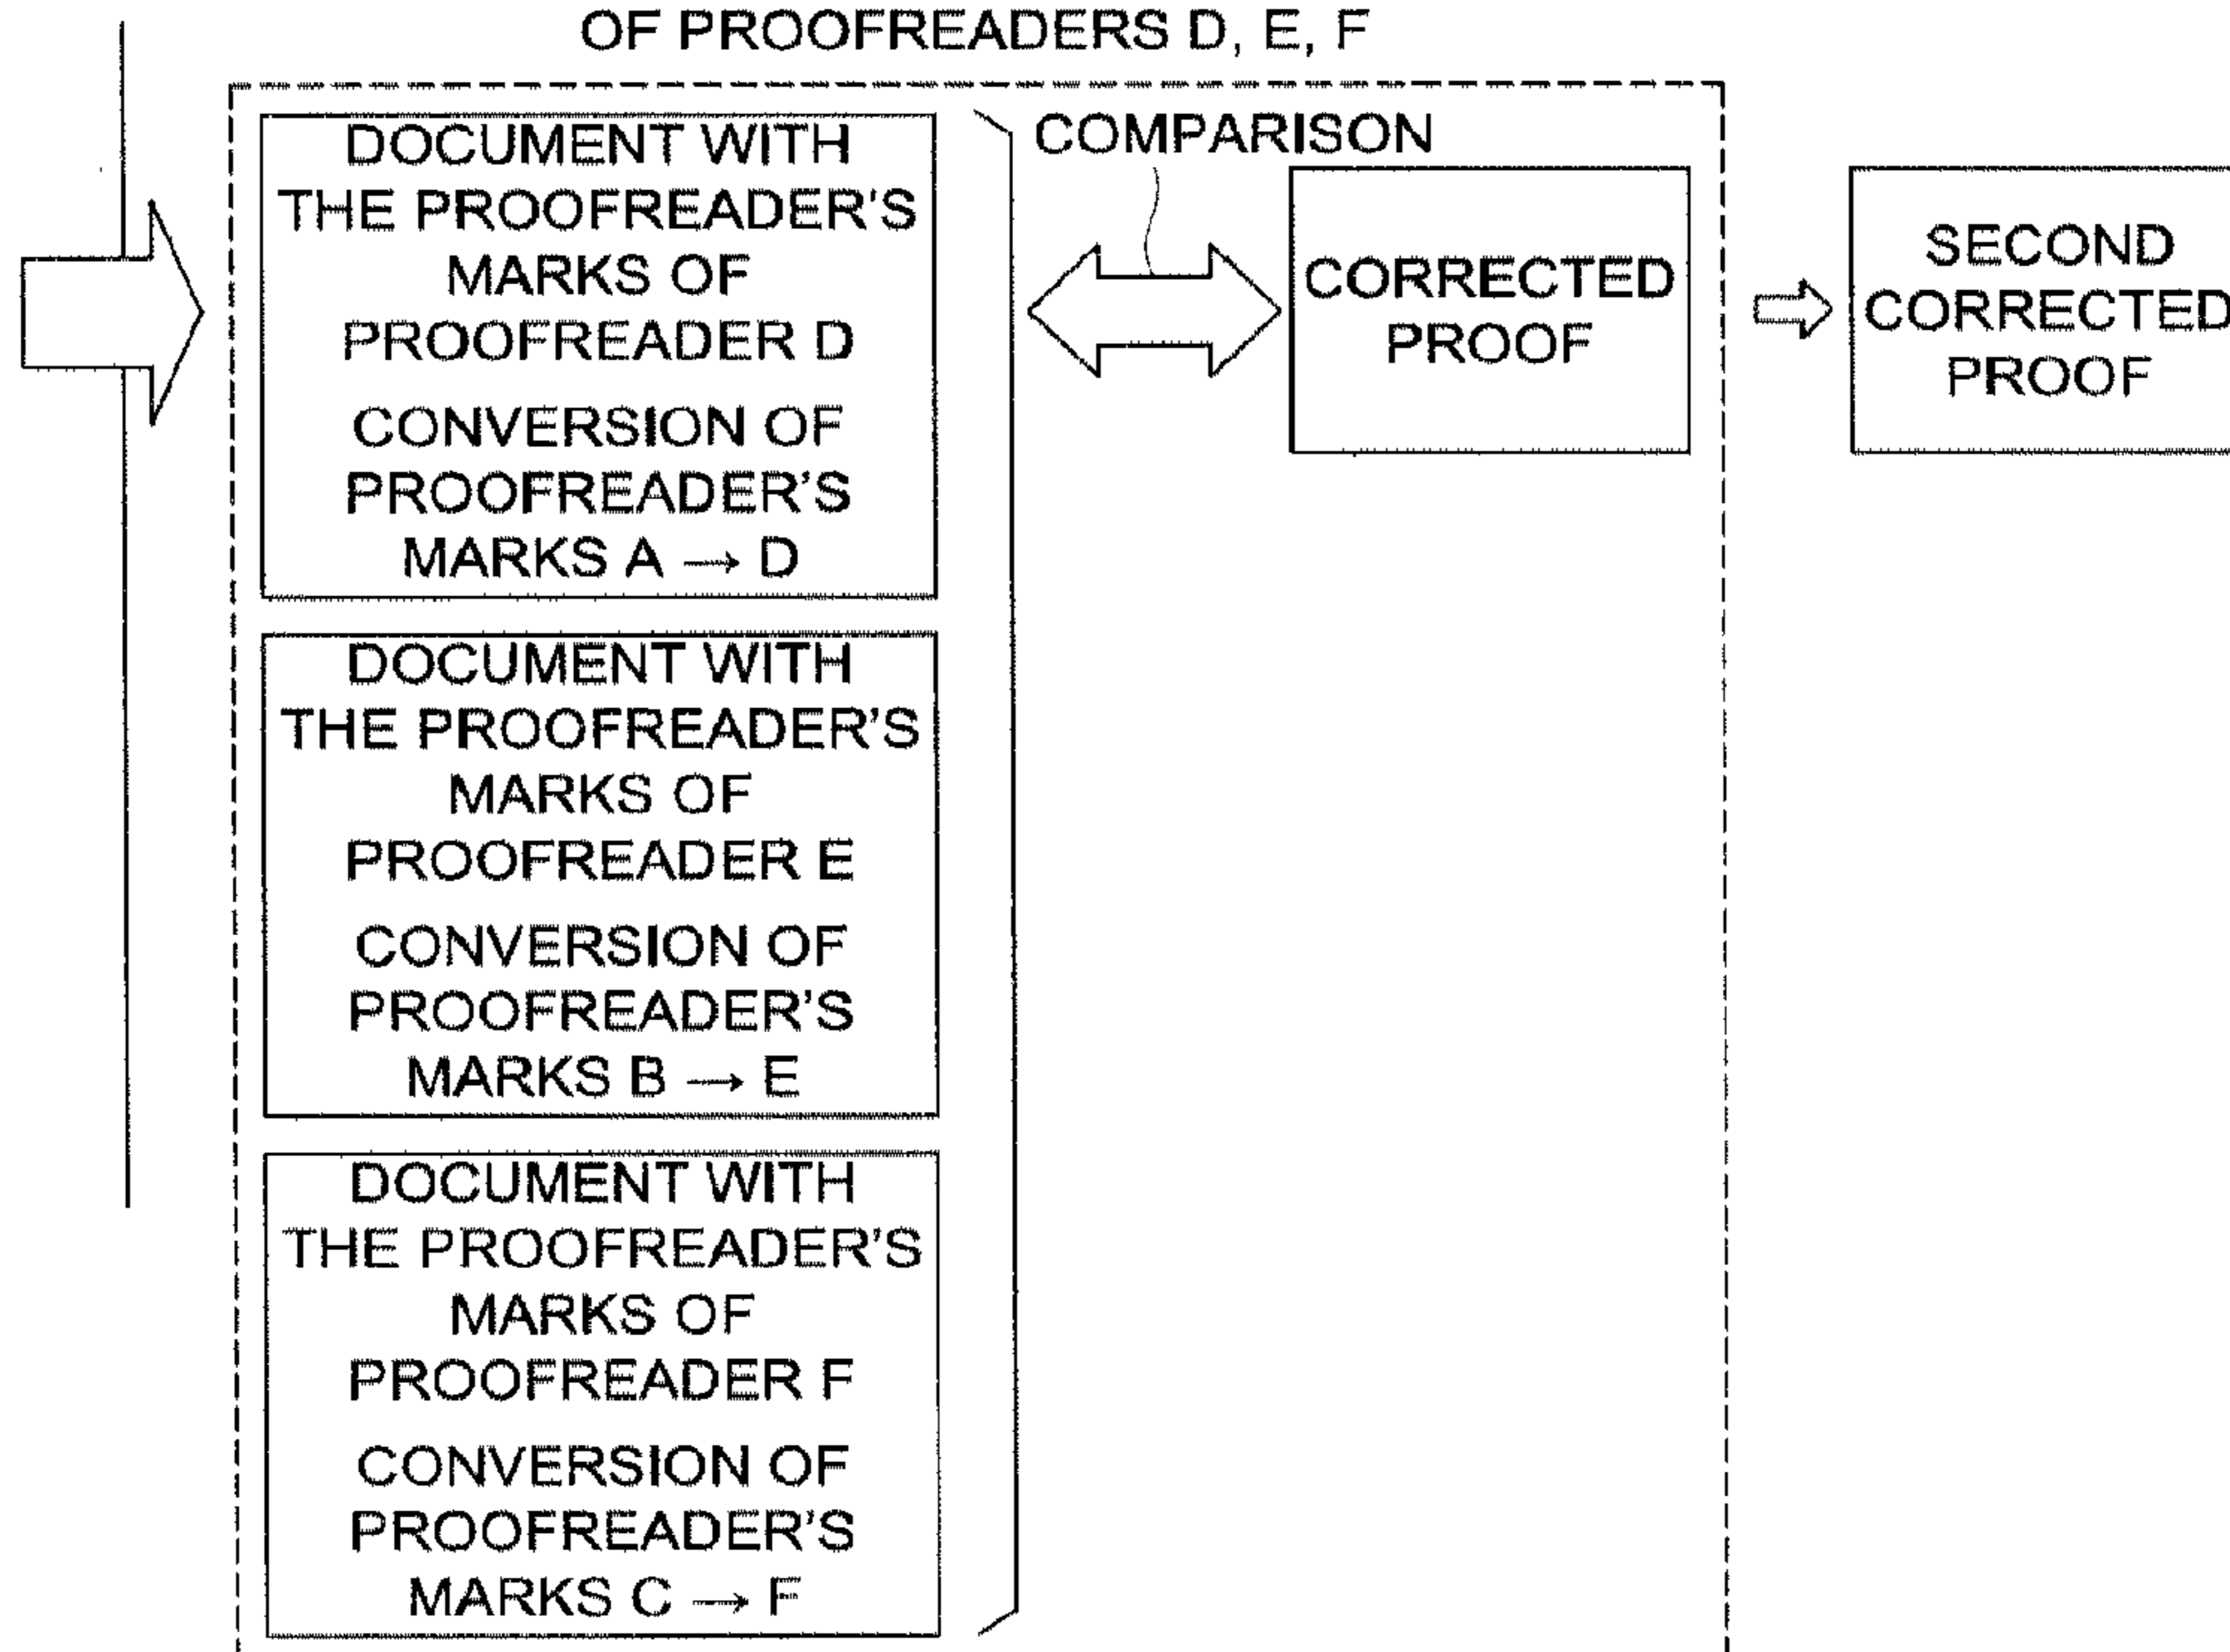 OF PROOFREADERS D, E, F
DOCUMENT WITH
THE PROOFREADER'S
MARKS OF
PROOFREADER D
CONVERSION OF
PROOFREADER'S
MARKS A → D
DOCUMENT WITH
THE PROOFREADER'S
MARKS OF
PROOFREADER E
CONVERSION OF
PROOFREADER'S
MARKS B → E
DOCUMENT WITH
THE PROOFREADER'S
MARKS OF
PROOFREADER F
CONVERSION OF
PROOFREADER'S
MARKS C → F
COMPARISON
CORRECTED
PROOF
SECOND
CORRECTED
PROOF